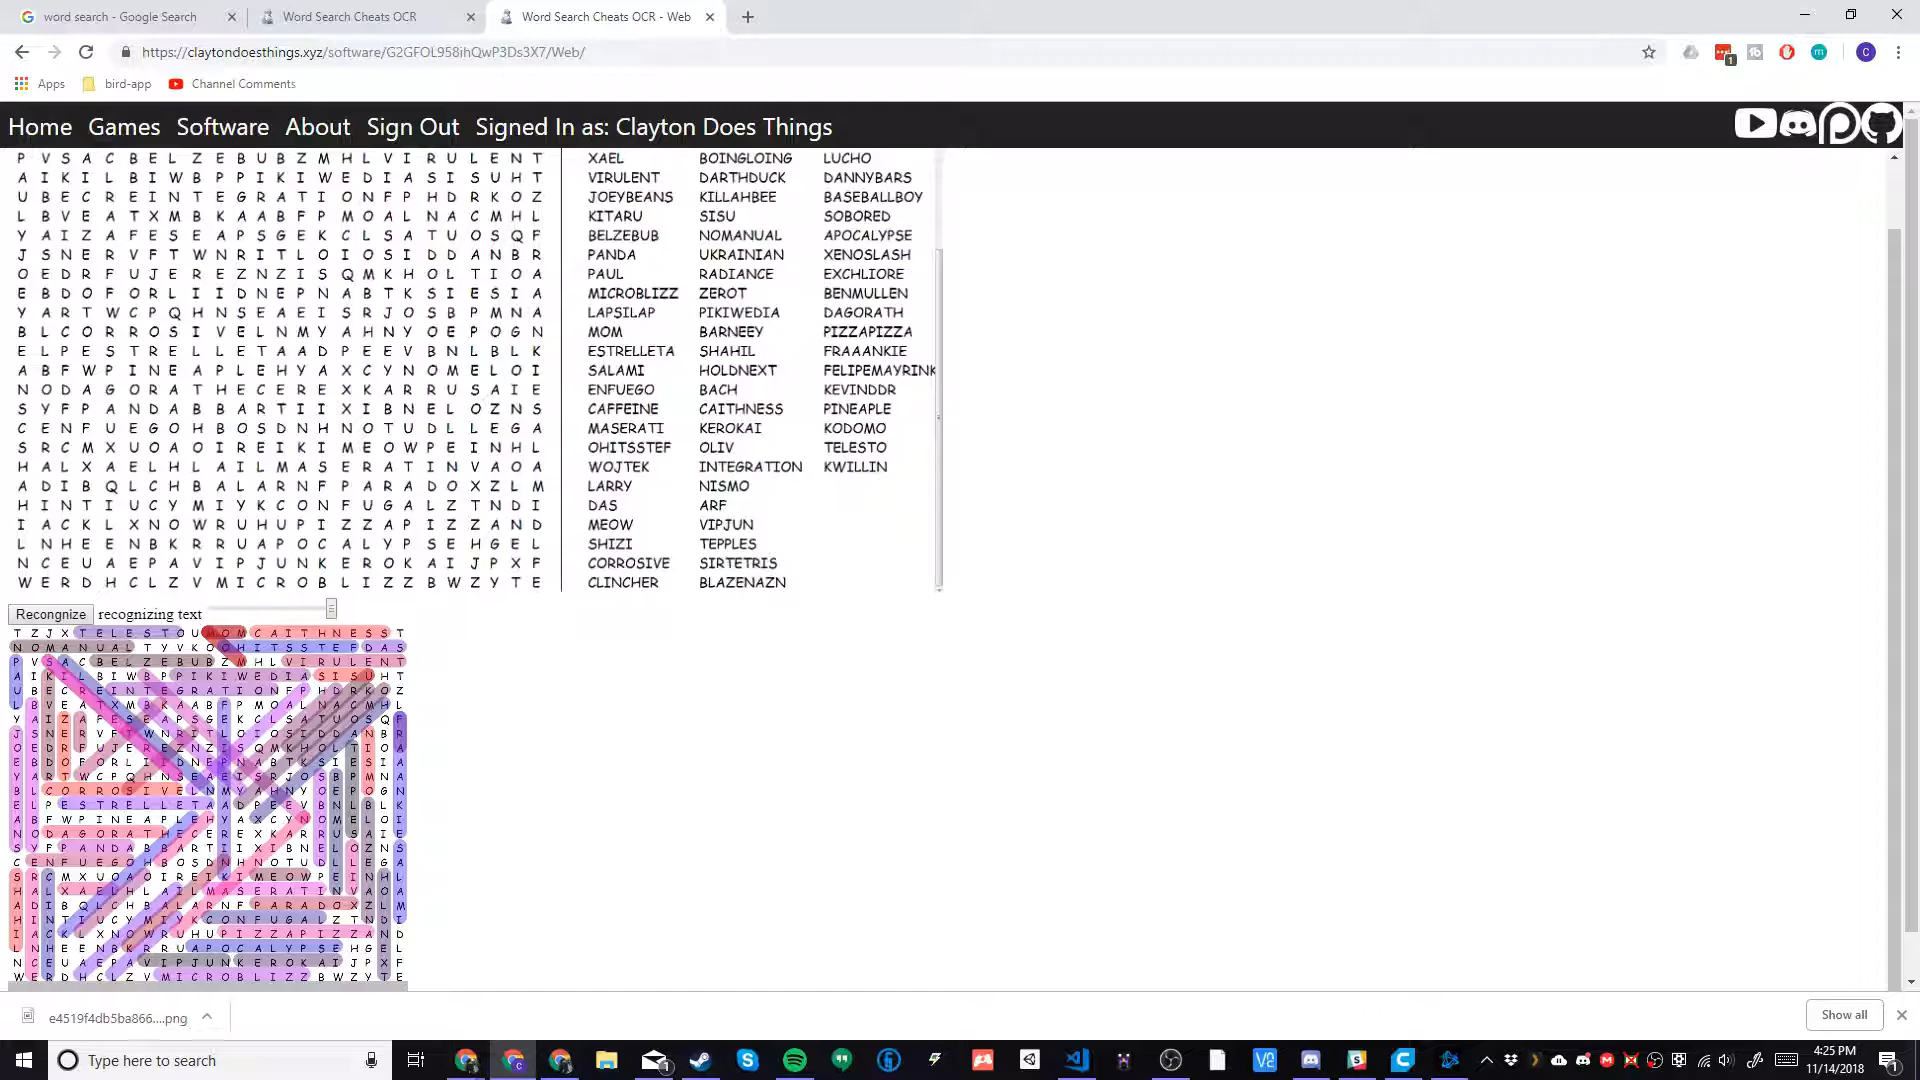 word search - Google Search
Word Search Cheats OCR
Word Search Cheats OCR - Web
https://claytondoesthings.xyz/software/G2GFOL958ihQwP3Ds3X7/Web/
Apps
bird-app
Channel Comments
Home Games Software About Sign Out Signed In as: Clayton Does Things
P V S A C B E L Z E B U B Z M H L V I R U L E N T
A I K I L B I W B P P I K I W E D I A S I S U H T
U B E C R E I N T E G R A T I O N F P H D R K O Z
L B V E A T X M B K A A B F P M O A L N A C M H L
Y A I Z A F E S E A P S G E K C L S A T U O S Q F
J S N E R V F T W N R I T L O I O S I D D A N B R
O E D R F U J E R E Z N Z I S Q M K H O L T I O A
E B D O F O R L I I D N E P N A B T K S I E S I A
Y A R T W C P Q H N S E A E I S R J O S B P M N A
B L C O R R O S I V E L N M Y A H N Y O E P O G N
E L P E S T R E L L E T A A D P E E V B N L B L K
A B F W P I N E A P L E H Y A X C Y N O M E L O I
N O D A G O R A T H E C E R E X K A R R U S A I E
S Y F P A N D A B B A R T I I X I B N E L O Z N S
C E N F U E G O H B O S D N H N O T U D L L E G A
S R C M X U O A O I R E I K I M E O W P E I N H L
H A L X A E L H L A I L M A S E R A T I N V A O A
A D I B Q L C H B A L A R N F P A R A D O X Z L M
H I N T I U C Y M I Y K C O N F U G A L Z T N D I
I A C K L X N O W R U H U P I Z Z A P I Z Z A N D
L N H E E N B K R R U A P O C A L Y P S E H G E L
N C E U A E P A V I P J U N K E R O K A I J P X F
W E R D H C L Z V M I C R O B L I Z Z B W Z Y T E
XAEL BOINGLOING LUCHO
VIRULENT DARTHDUCK DANNYBARS
JOEYBEANS KILLAHBEE BASEBALLBOY
KITARU SISU SOBORED
BELZEBUB NOMANUAL APOCALYPSE
PANDA UKRAINIAN XENOSLASH
PAUL RADIANCE EXCHLIORE
MICROBLIZZ ZEROT BENMULLEN
LAPSILAP PIKIWEDIA DAGORATH
MOM BARNEEY PIZZAPIZZA
ESTRELLETA SHAHIL FRAAANKIE
SALAMI HOLDNEXT FELIPEMAYRINK
ENFUEGO BACH KEVINDDR
CAFFEINE CAITHNESS PINEAPLE
MASERATI KEROKAI KODOMO
OHITSSTEF OLIV TELESTO
WOJTEK INTEGRATION KWILLIN
LARRY NISMO
DAS ARF
MEOW VIPJUN
SHIZI TEPPLES
CORROSIVE SIRTETRIS
CLINCHER BLAZENAZN
Recongnize recognizing text
T Z J X T E L E S T O U M O M C A I T H N E S S T
N O M A N U A L T Y V K O O H I T S S T E F D A S
P V S A C B E L Z E B U B Z M H L V I R U L E N T
A I K I L B I W B P P I K I W E D I A S I S U H T
U B E C R E I N T E G R A T I O N F P H D R K O Z
L B V E A T X M B K A A B F P M O A L N A C M H L
Y A I Z A F E S E A P S G E K C L S A T U O S Q F
J S N E R V F T W N R I T L O I O S I D D A N B R
O E D R F U J E R E Z N Z I S Q M K H O L T I O A
E B D O F O R L I I D N E P N A B T K S I E S I A
Y A R T W C P Q H N S E A E I S R J O S B P M N A
B L C O R R O S I V E L N M Y A H N Y O E P O G N
E L P E S T R E L L E T A A D P E E V B N L B L K
A B F W P I N E A P L E H Y A X C Y N O M E L O I
N O D A G O R A T H E C E R E X K A R R U S A I E
S Y F P A N D A B B A R T I I X I B N E L O Z N S
C E N F U E G O H B O S D N H N O T U D L L E G A
S R C M X U O A O I R E I K I M E O W P E I N H L
H A L X A E L H L A I L M A S E R A T I N V A O A
A D I B Q L C H B A L A R N F P A R A D O X Z L M
H I N T I U C Y M I Y K C O N F U G A L Z T N D I
I A C K L X N O W R U H U P I Z Z A P I Z Z A N D
L N H E E N B K R R U A P O C A L Y P S E H G E L
N C E U A E P A V I P J U N K E R O K A I J P X F
W E R D H C L Z V M I C R O B L I Z Z B W Z Y T E
e4519f4db5ba866....png
Show all
Type here to search
4:25 PM
11/14/2018